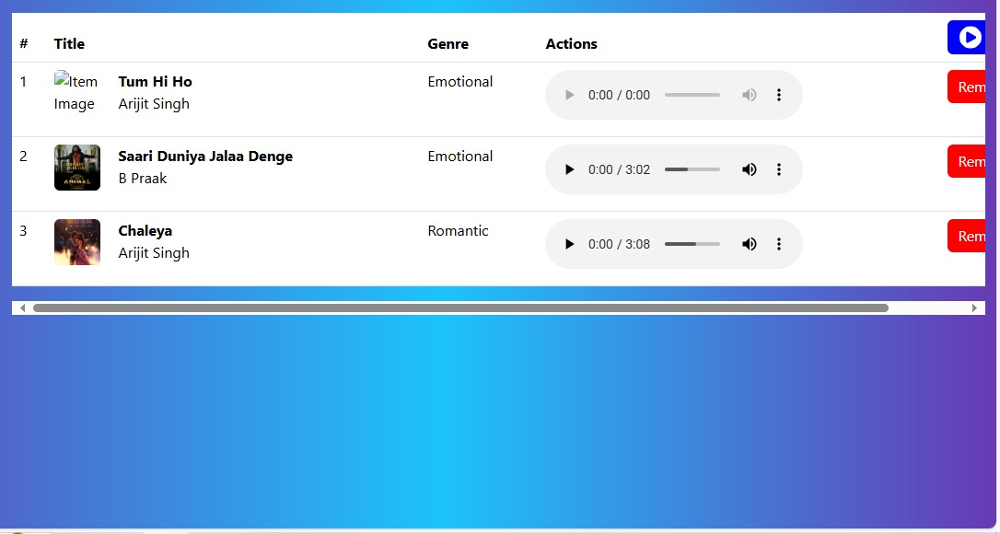 # Title Genre Actions
1 Item Image Tum Hi Ho Emotional 0:00 / 0:00 Rem
Arijit Singh
2 Saari Duniya Jalaa Denge Emotional 0:00 / 3:02 Rem
B Praak
ANIMAL
3 Chaleya Romantic 0:00 / 3:08 Rem
Arijit Singh